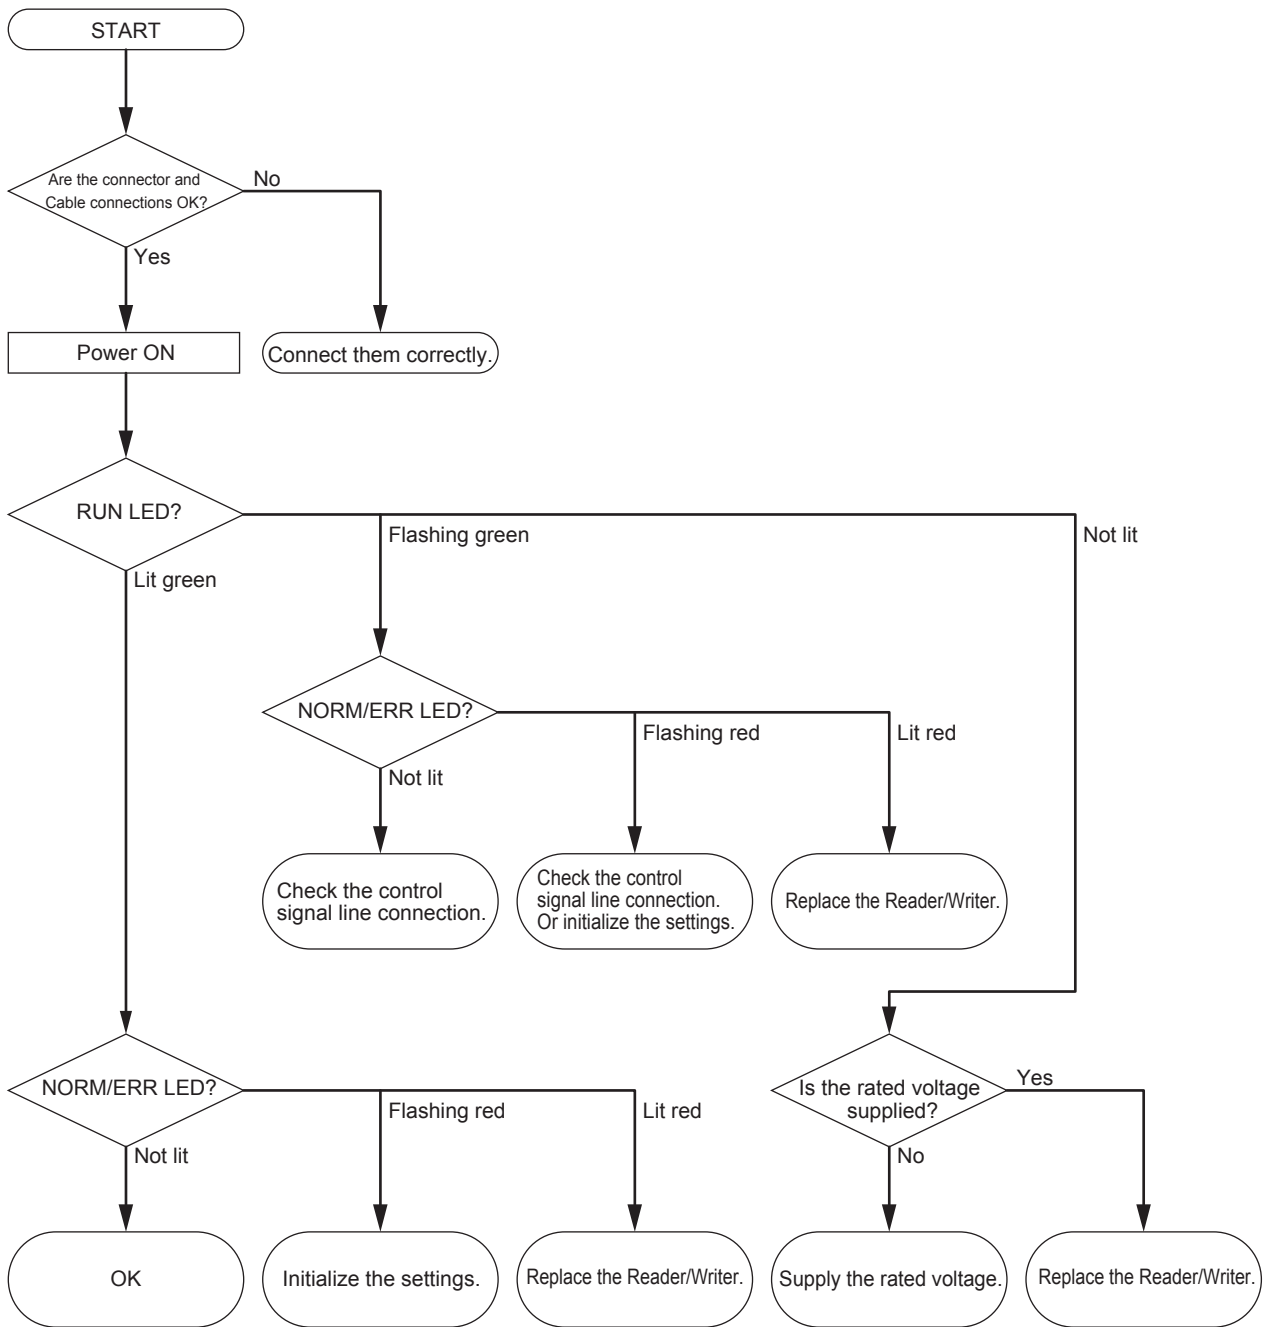 START
Are the connector and
Cable connections OK?
No
Yes
Power ON
Connect them correctly.
RUN LED?
Flashing green
Not lit
Lit green
NORM/ERR LED?
Flashing red
Lit red
Not lit
Check the control
signal line connection.
Check the control
signal line connection.
Or initialize the settings.
Replace the Reader/Writer.
NORM/ERR LED?
Flashing red
Lit red
Not lit
Is the rated voltage
supplied?
Yes
No
OK
Initialize the settings.
Replace the Reader/Writer.
Supply the rated voltage.
Replace the Reader/Writer.